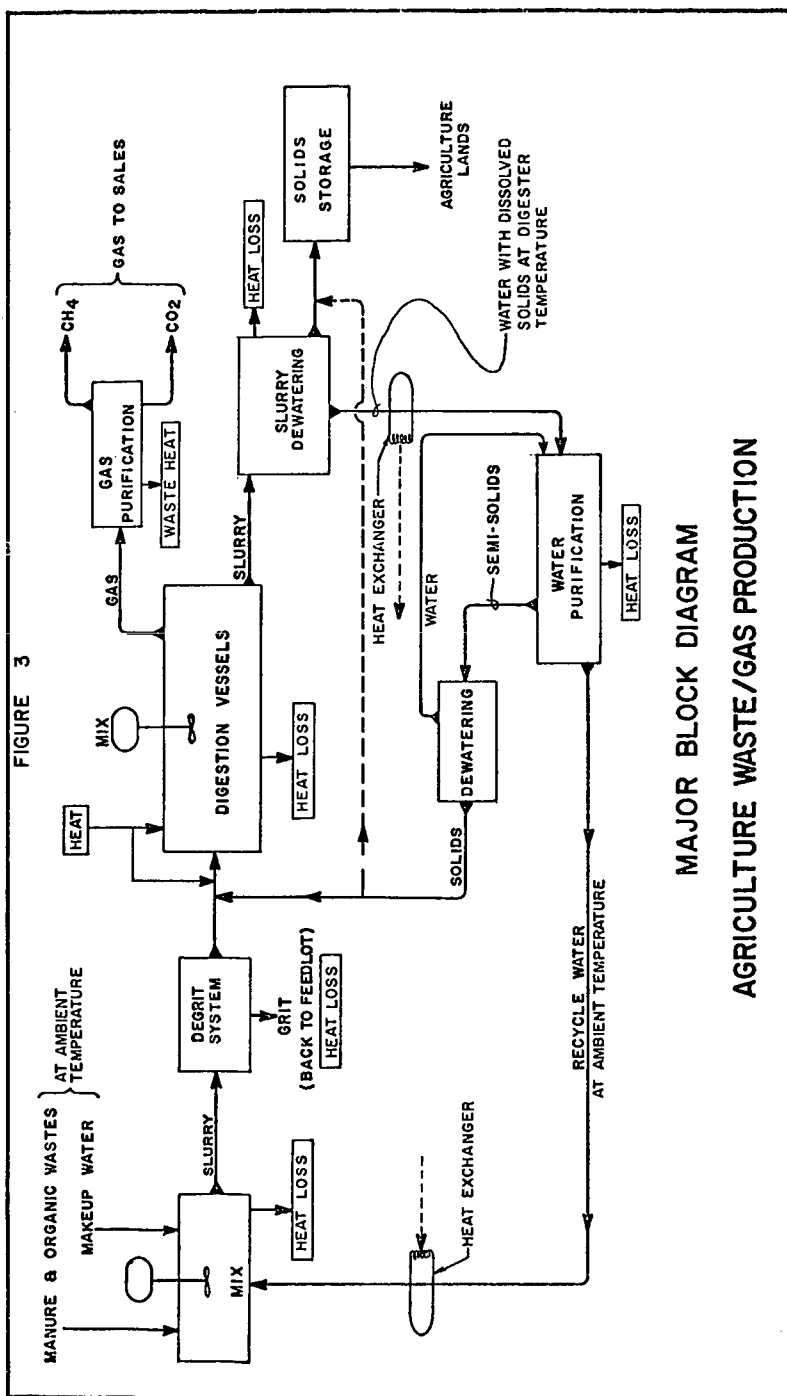 FIGURE 3
MANURE & ORGANIC WASTES
MAKEUP WATER
AT AMBIENT
TEMPERATURE
MIX
HEAT LOSS
SLURRY
DEGRIT
SYSTEM
GRIT
(BACK TO FEEDLOT)
HEAT LOSS
HEAT
MIX
DIGESTION VESSELS
HEAT LOSS
GAS
GAS
PURIFICATION
WASTE HEAT
CH4
CO2
GAS TO SALES
SLURRY
SLURRY
DEWATERING
HEAT LOSS
SOLIDS
STORAGE
AGRICULTURE
LANDS
WATER WITH DISSOLVED
SOLIDS AT DIGESTER
TEMPERATURE
HEAT EXCHANGER
WATER
SEMI-SOLIDS
DEWATERING
SOLIDS
WATER
PURIFICATION
HEAT LOSS
RECYCLE WATER
AT AMBIENT TEMPERATURE
HEAT EXCHANGER
MAJOR BLOCK DIAGRAM
AGRICULTURE WASTE/GAS PRODUCTION